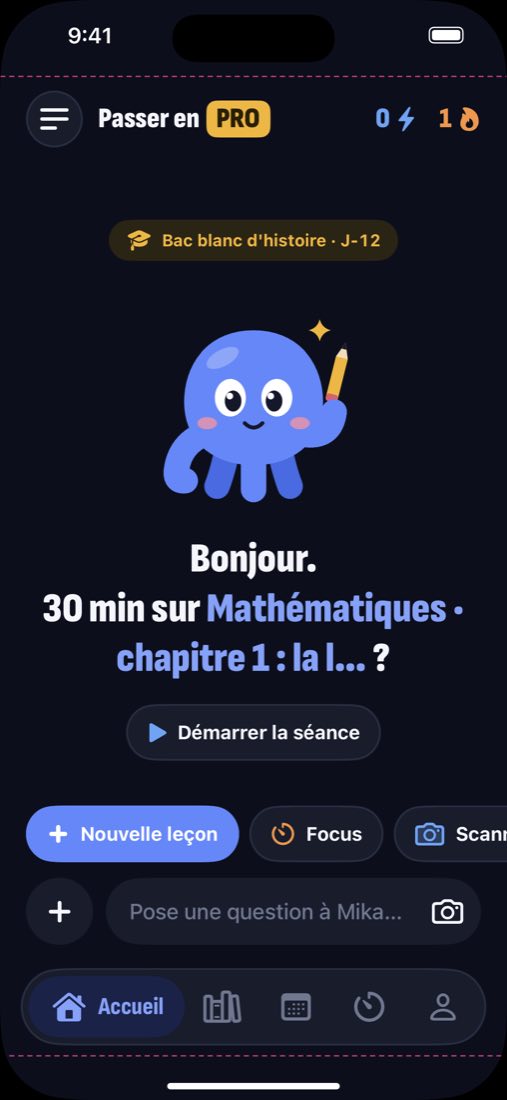 9:41
Passer en PRO
0 1
Bac blanc d'histoire · J-12
Bonjour.
30 min sur Mathématiques ·
chapitre 1 : la l... ?
Démarrer la séance
Nouvelle leçon
Focus
Scann
Pose une question à Mika...
Accueil